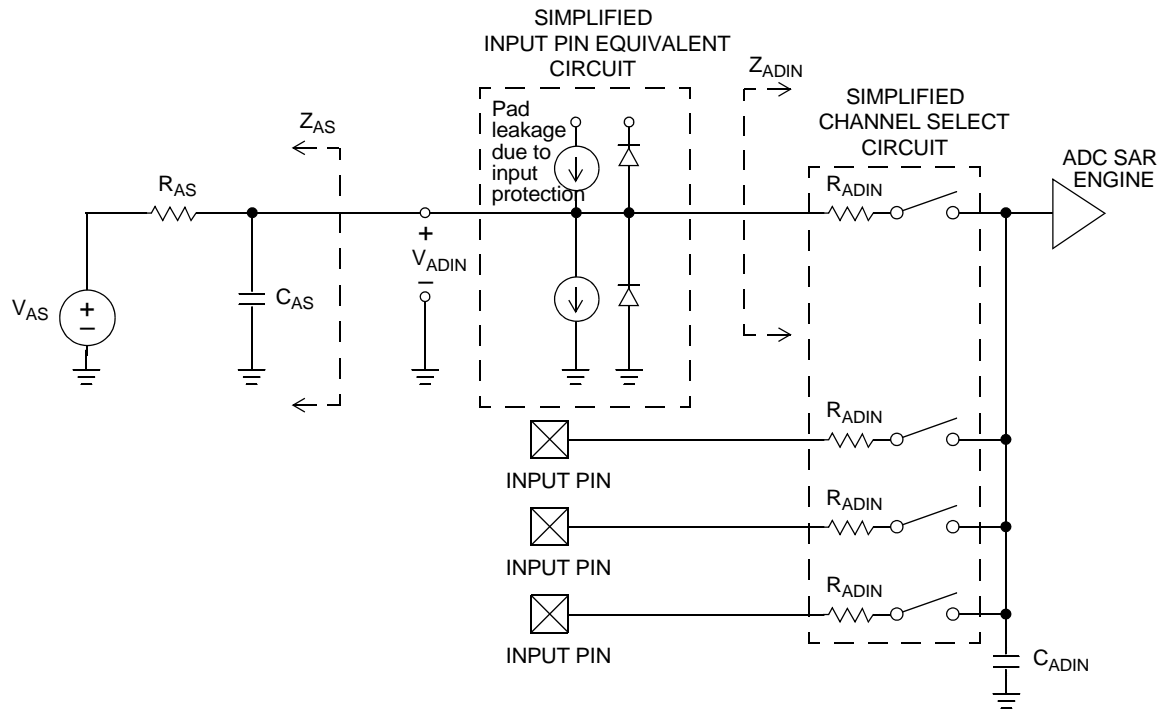 SIMPLIFIED
INPUT PIN EQUIVALENT
CIRCUIT
Z_ADIN
SIMPLIFIED
CHANNEL SELECT
CIRCUIT
Z_AS
Pad
leakage
due to
input
protection
ADC SAR
ENGINE
R_AS
R_ADIN
+
V_ADIN
−
V_AS
+
−
C_AS
R_ADIN
INPUT PIN
R_ADIN
INPUT PIN
R_ADIN
INPUT PIN
C_ADIN